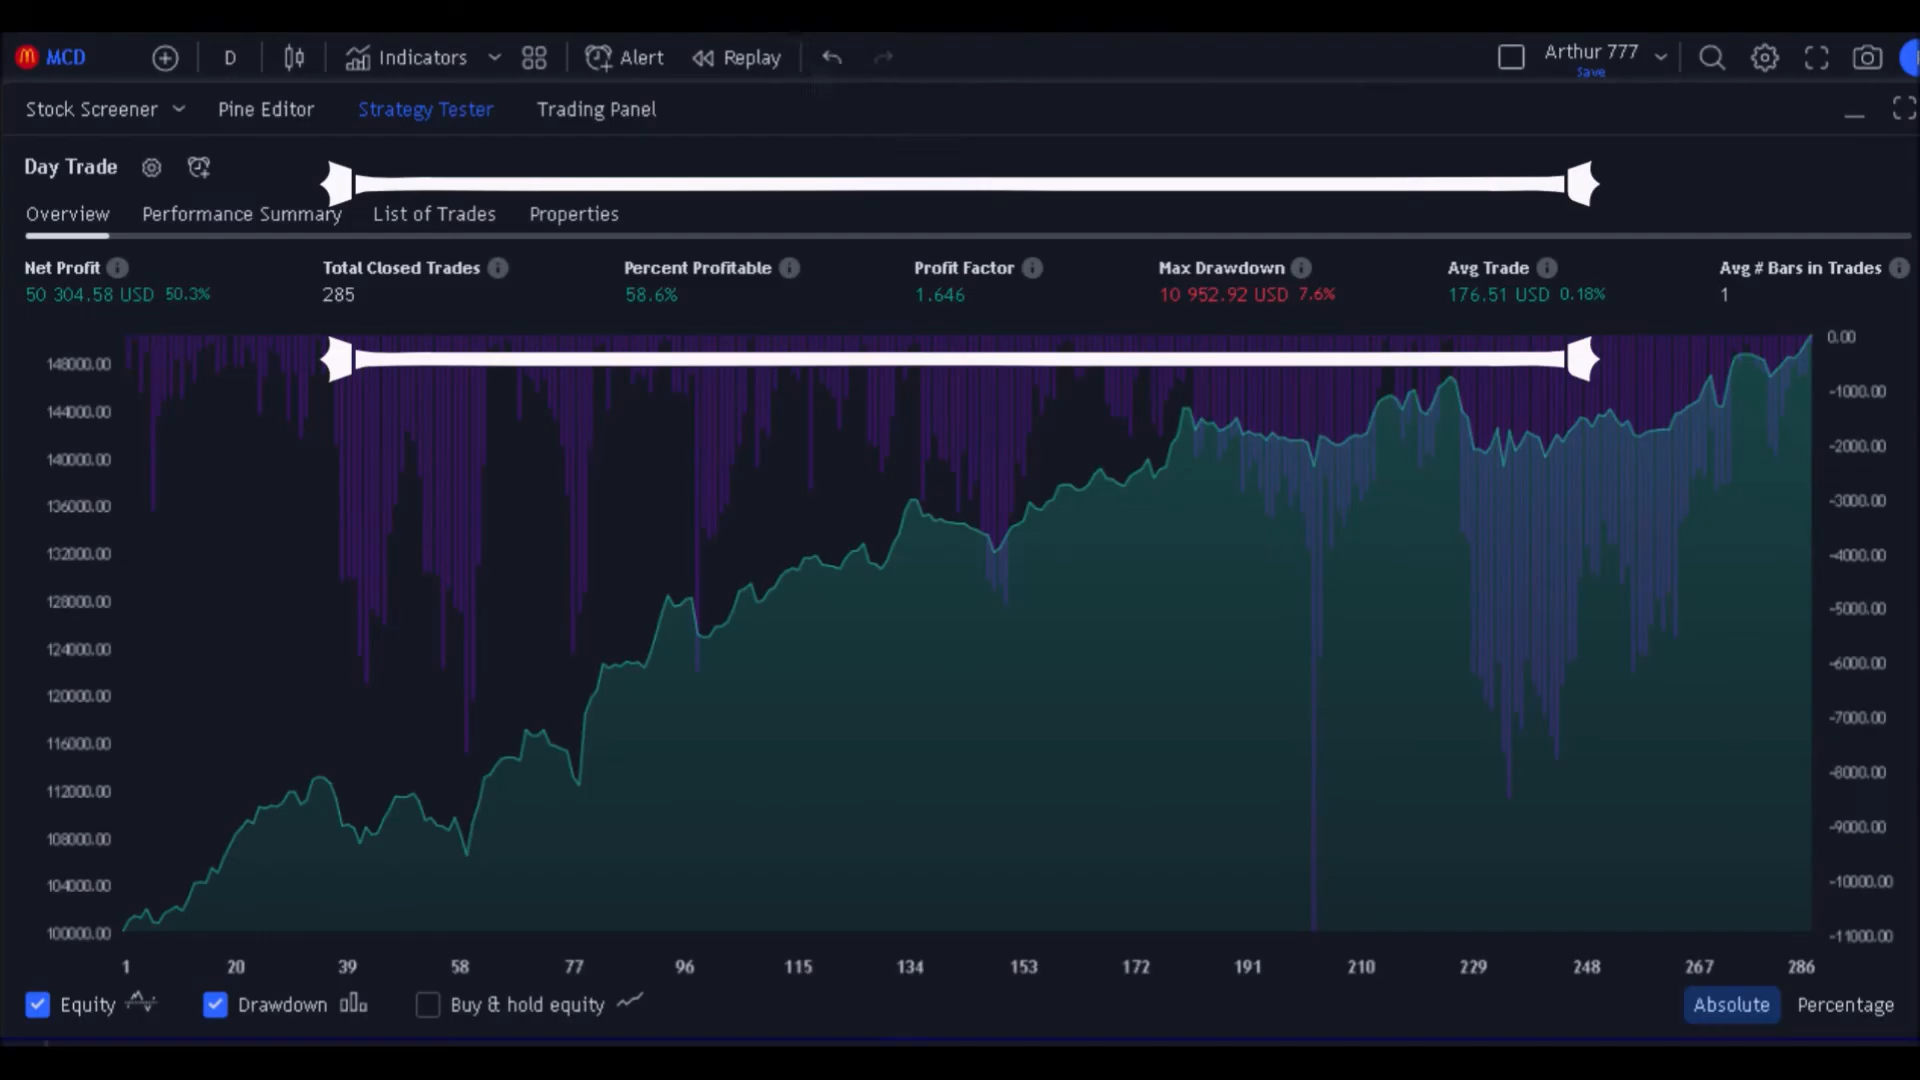 MCD D Indicators Alert Replay Arthur 777
Save
Stock Screener Pine Editor Strategy Tester Trading Panel
Day Trade
Overview Performance Summary List of Trades Properties
Net Profit Total Closed Trades Percent Profitable Profit Factor Max Drawdown Avg Trade Avg # Bars in Trades
50 304.58 USD 50.3% 285 58.6% 1.646 10 952.92 USD 7.6% 176.51 USD 0.18% 1
148000.00 0.00
144000.00 -1000.00
140000.00 -2000.00
136000.00 -3000.00
132000.00 -4000.00
128000.00 -5000.00
124000.00 -6000.00
120000.00 -7000.00
116000.00 -8000.00
112000.00 -9000.00
108000.00 -10000.00
104000.00 -11000.00
100000.00
1 20 39 58 77 96 115 134 153 172 191 210 229 248 267 286
Equity Drawdown Buy & hold equity Absolute Percentage